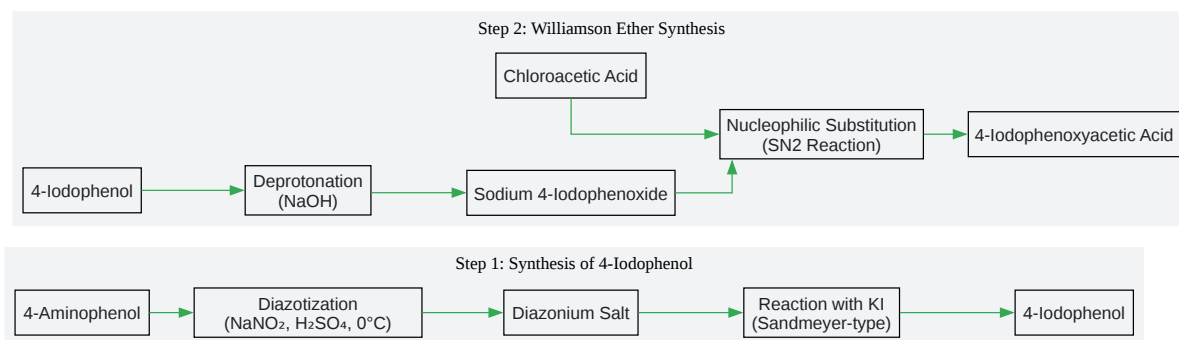 Step 2: Williamson Ether Synthesis
Chloroacetic Acid
Nucleophilic Substitution
(SN2 Reaction)
4-Iodophenoxyacetic Acid
4-Iodophenol
Deprotonation
(NaOH)
Sodium 4-Iodophenoxide
Step 1: Synthesis of 4-Iodophenol
4-Aminophenol
Diazotization
(NaNO₂, H₂SO₄, 0°C)
Diazonium Salt
Reaction with KI
(Sandmeyer-type)
4-Iodophenol